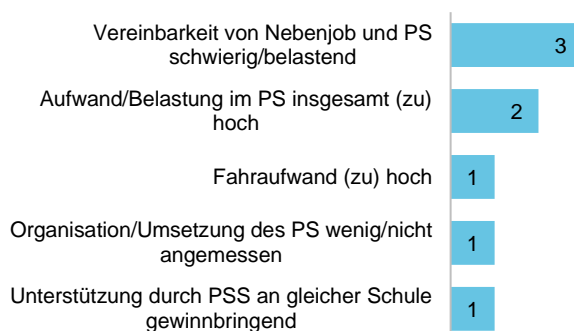 Vereinbarkeit von Nebenjob und PS
schwierig/belastend
3
Aufwand/Belastung im PS insgesamt (zu)
hoch
2
Fahraufwand (zu) hoch
1
Organisation/Umsetzung des PS wenig/nicht
angemessen
1
Unterstützung durch PSS an gleicher Schule
gewinnbringend
1